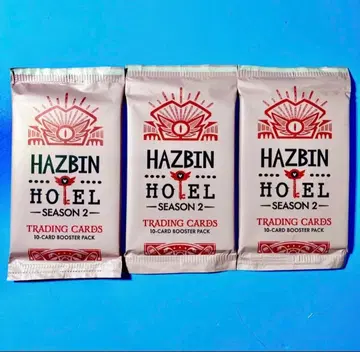 HAZBIN
HOTEL
SEASON 2
TRADING CARDS
10-CARD BOOSTER PACK
HAZBIN
HOTEL
SEASON 2
TRADING CARDS
10-CARD BOOSTER PACK
HAZBIN
HOTEL
SEASON 2
TRADING CARDS
10-CARD BOOSTER PACK